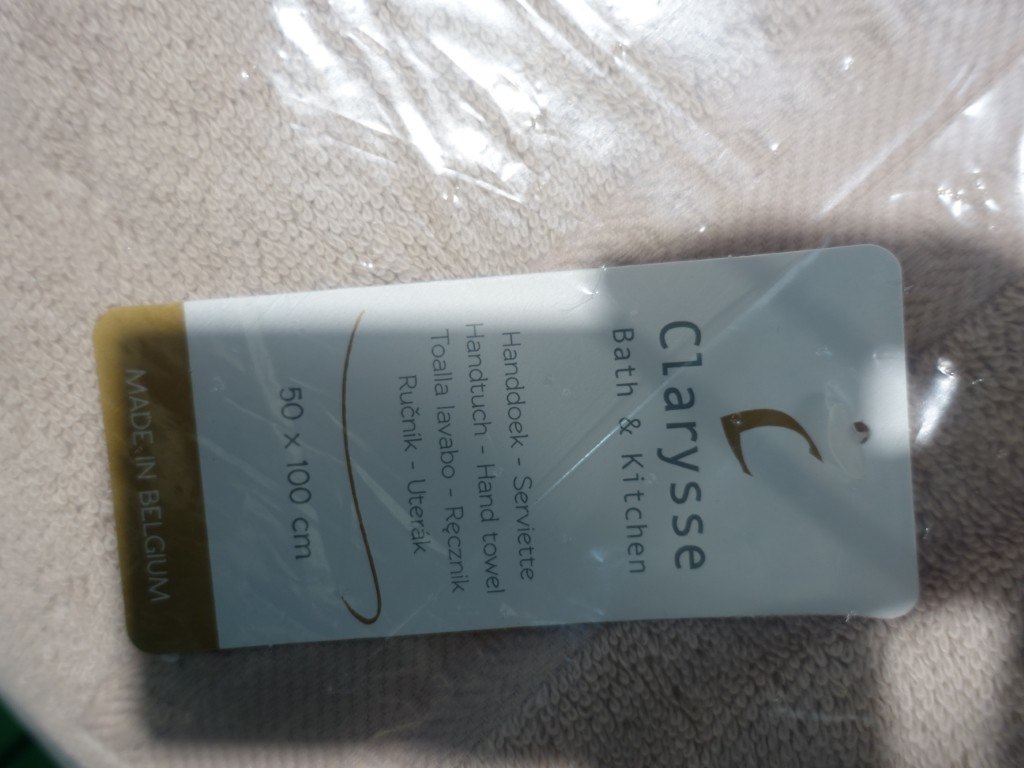 Clarysse
Bath & Kitchen
Handdoek - Serviette
Handtuch - Hand towel
Toalla lavabo - Ręcznik
Ručnik - Uterák
50 x 100 cm
MADE IN BELGIUM